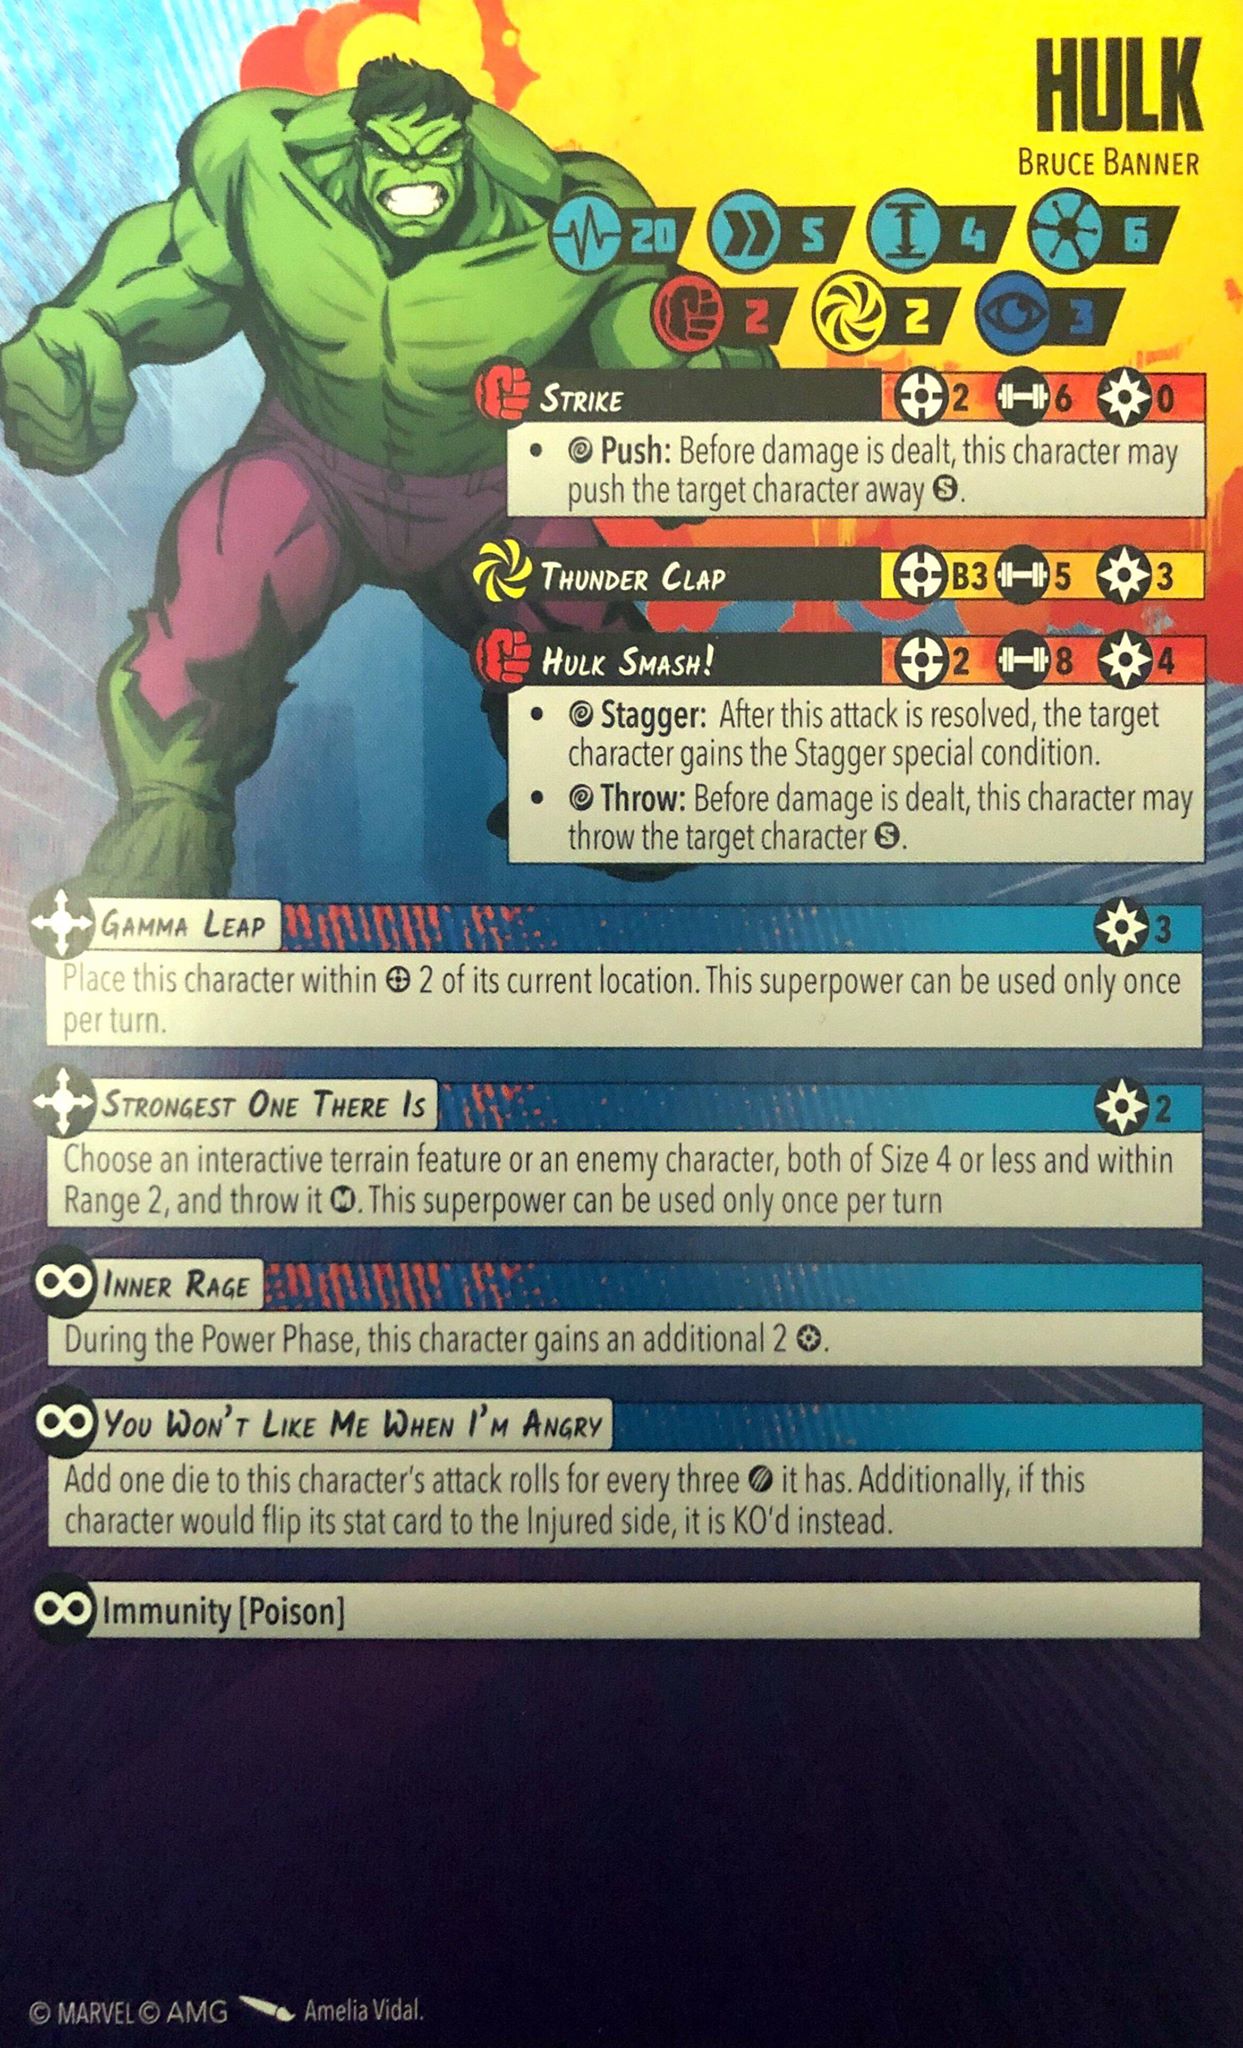 HULK
BRUCE BANNER
20 5 4 6
2 2 3
STRIKE 2 6 0
• Push: Before damage is dealt, this character may
push the target character away S.
THUNDER CLAP B3 5 3
HULK SMASH! 2 8 4
• Stagger: After this attack is resolved, the target
character gains the Stagger special condition.
• Throw: Before damage is dealt, this character may
throw the target character S.
GAMMA LEAP 3
Place this character within 2 of its current location. This superpower can be used only once
per turn.
STRONGEST ONE THERE IS 2
Choose an interactive terrain feature or an enemy character, both of Size 4 or less and within
Range 2, and throw it M. This superpower can be used only once per turn
INNER RAGE
During the Power Phase, this character gains an additional 2 .
YOU WON'T LIKE ME WHEN I'M ANGRY
Add one die to this character's attack rolls for every three it has. Additionally, if this
character would flip its stat card to the Injured side, it is KO'd instead.
Immunity [Poison]
© MARVEL © AMG Amelia Vidal.